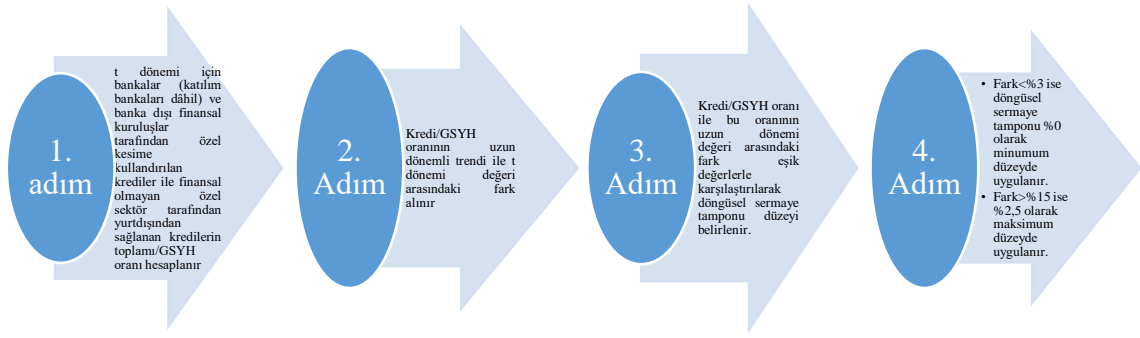 1.
adım
t dönemi için
bankalar (katılım
bankaları dâhil) ve
banka dışı finansal
kuruluşlar
tarafından özel
kesime
kullandırılan
krediler ile finansal
olmayan özel
sektör tarafından
yurtdışından
sağlanan kredilerin
toplamı/GSYH
oranı hesaplanır
2.
Adım
Kredi/GSYH
oranının uzun
dönemli trendi ile t
dönemi değeri
arasındaki fark
alınır
3.
Adım
Kredi/GSYH oranı
ile bu oranının
uzun dönemi
değeri arasındaki
fark eşik
değerlerle
karşılaştırılarak
döngüsel sermaye
tamponu düzeyi
belirlenir.
4.
Adım
• Fark<%3 ise
döngüsel
sermaye
tamponu %0
olarak
minumum
düzeyde
uygulanır.
• Fark>%15 ise
%2,5 olarak
maksimum
düzeyde
uygulanır.